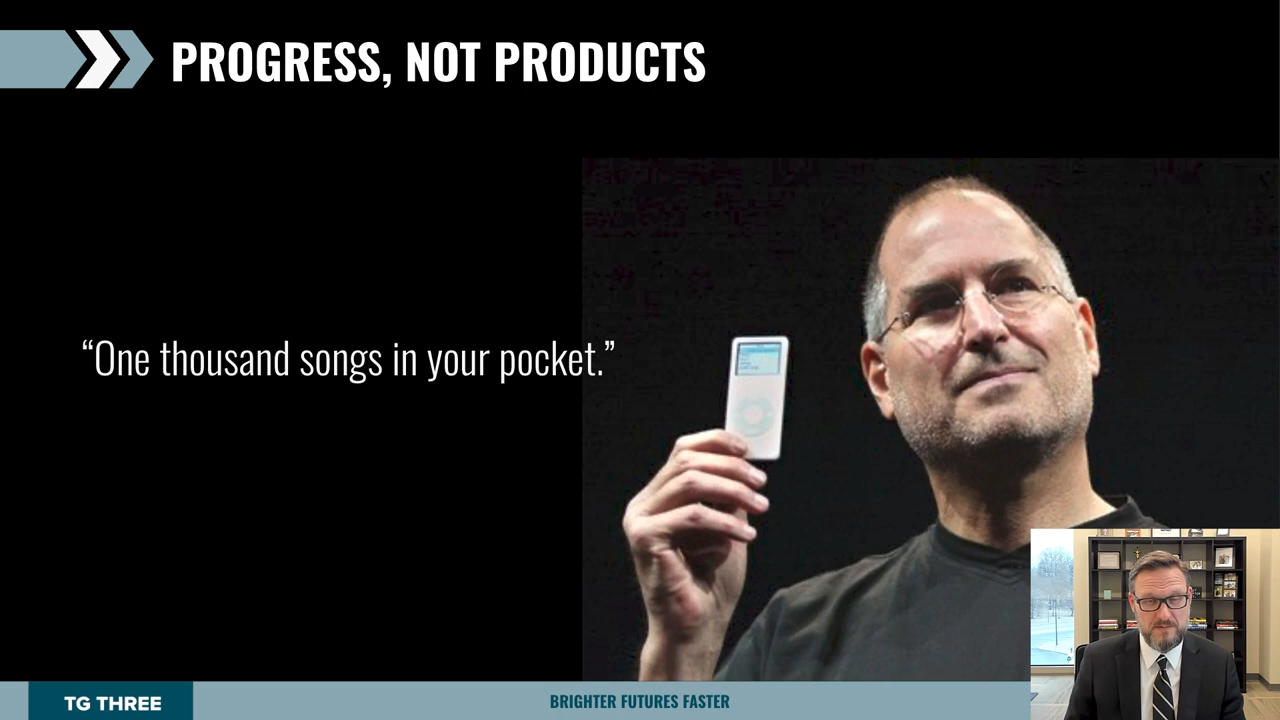 PROGRESS, NOT PRODUCTS
“One thousand songs in your pocket.”
TG THREE
BRIGHTER FUTURES FASTER